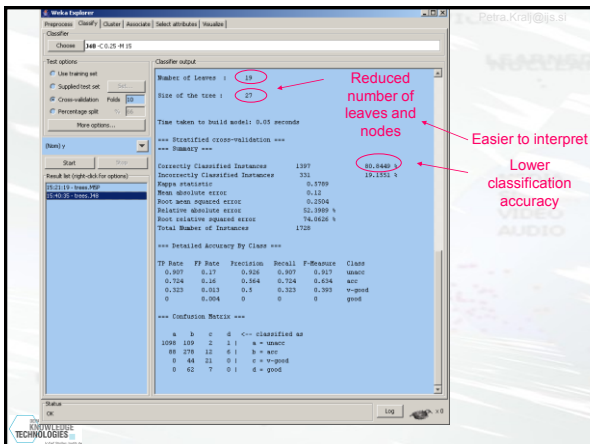 Weka Explorer
Preprocess Classify Cluster Associate Select attributes Visualize
Classifier
Choose J48 -C 0.25 -M 15
Test options
Use training set
Supplied test set Set...
Cross-validation Folds 10
Percentage split % 66
More options...
(Nom) y
Start Stop
Result list (right-click for options)
15:21:19 - trees.M5P
15:40:35 - trees.J48
Classifier output
Number of Leaves : 19
Size of the tree : 27
Time taken to build model: 0.05 seconds
=== Stratified cross-validation ===
=== Summary ===
Correctly Classified Instances 1397 80.8449 %
Incorrectly Classified Instances 331 19.1551 %
Kappa statistic 0.5789
Mean absolute error 0.12
Root mean squared error 0.2504
Relative absolute error 52.3989 %
Root relative squared error 74.0626 %
Total Number of Instances 1728
=== Detailed Accuracy By Class ===
TP Rate FP Rate Precision Recall F-Measure Class
0.907 0.17 0.926 0.907 0.917 unacc
0.724 0.16 0.564 0.724 0.634 acc
0.323 0.013 0.5 0.323 0.393 v-good
0 0.004 0 0 0 good
=== Confusion Matrix ===
a b c d <-- classified as
1098 109 2 1 | a = unacc
88 278 12 6 | b = acc
0 44 21 0 | c = v-good
0 62 7 0 | d = good
Status
OK
Log x 0
Reduced
number of
leaves and
nodes
Easier to interpret
Lower
classification
accuracy
Petra.Kralj@ijs.si
VIDEO
AUDIO
KNOWLEDGE
TECHNOLOGIES